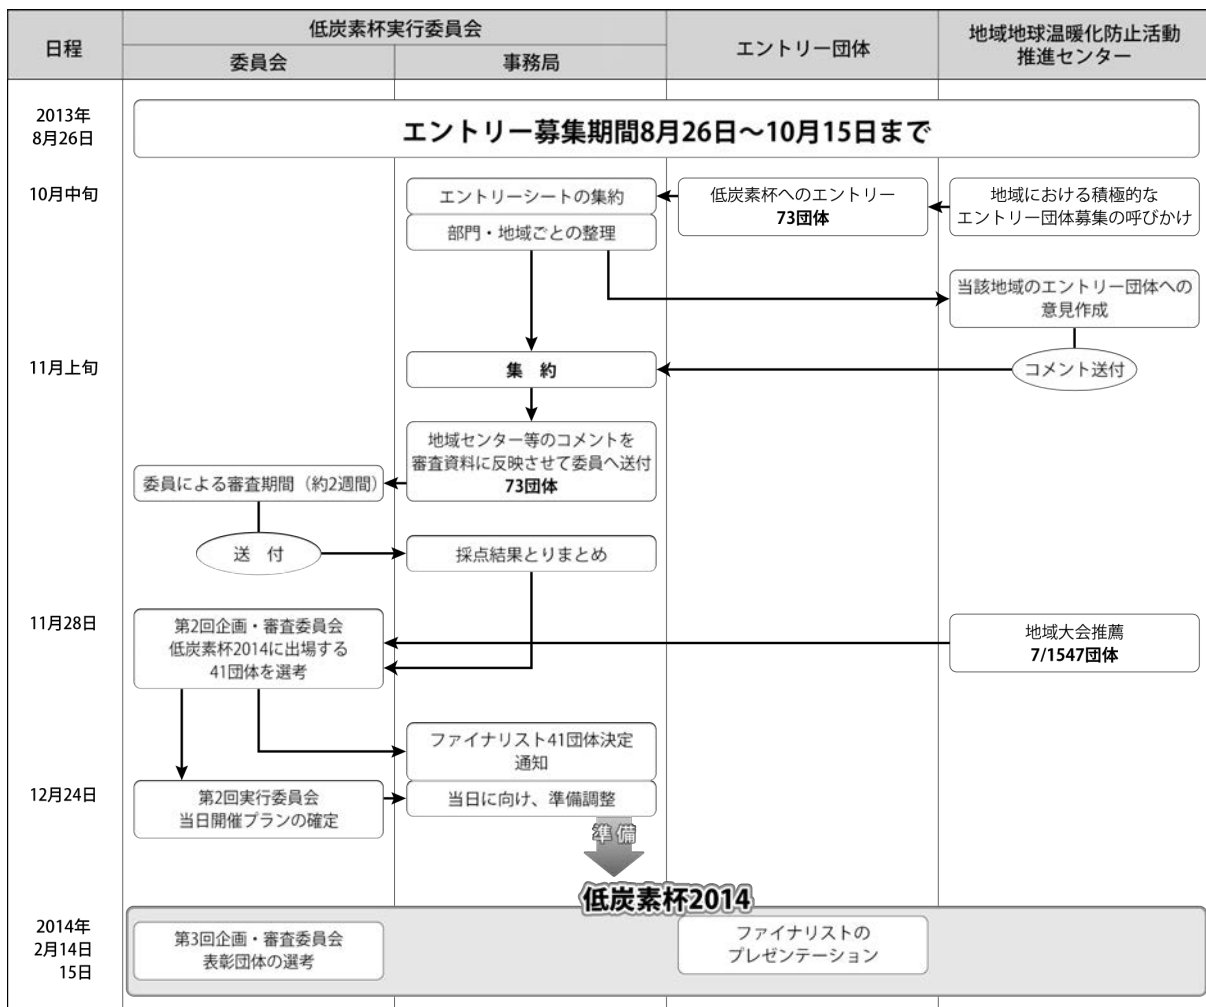 日程
低炭素杯実行委員会
委員会
事務局
エントリー団体
地域地球温暖化防止活動
推進センター
2013年
8月26日
エントリー募集期間8月26日～10月15日まで
10月中旬
エントリーシートの集約
部門・地域ごとの整理
低炭素杯へのエントリー
73団体
地域における積極的な
エントリー団体募集の呼びかけ
当該地域のエントリー団体への
意見作成
11月上旬
集　約
コメント送付
地域センター等のコメントを
審査資料に反映させて委員へ送付
73団体
委員による審査期間（約2週間）
送　付
採点結果とりまとめ
11月28日
第2回企画・審査委員会
低炭素杯2014に出場する
41団体を選考
地域大会推薦
7/1547団体
ファイナリスト41団体決定
通知
12月24日
第2回実行委員会
当日開催プランの確定
当日に向け、準備調整
準備
低炭素杯2014
2014年
2月14日
15日
第3回企画・審査委員会
表彰団体の選考
ファイナリストの
プレゼンテーション